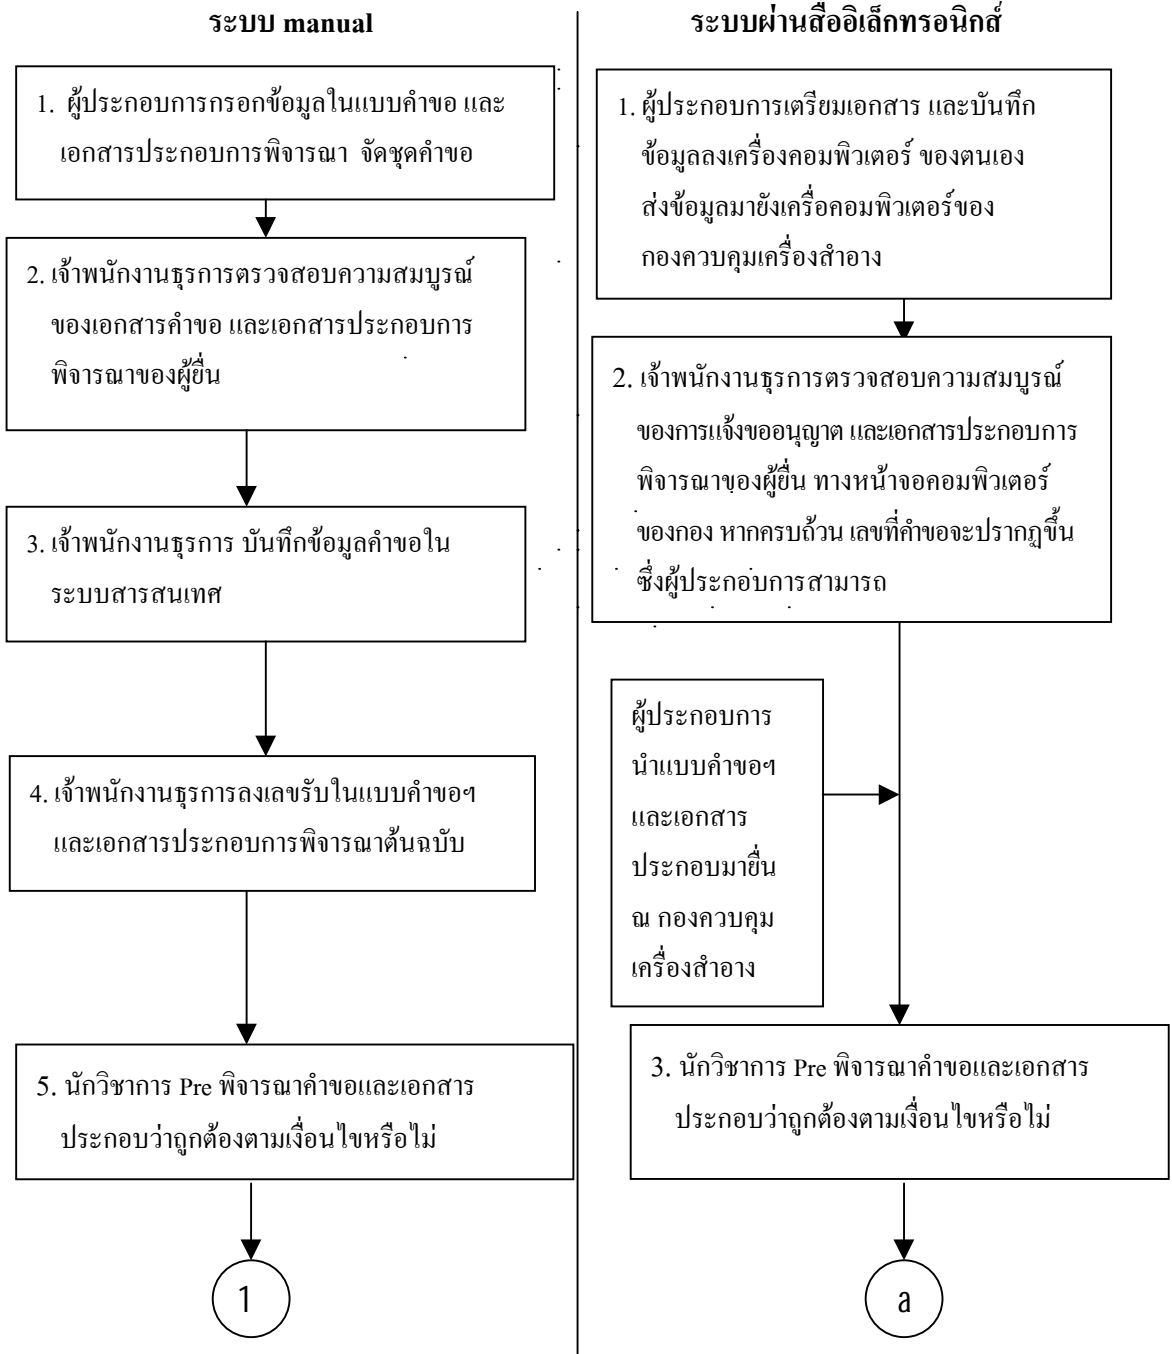 ระบบ manual
1. ผู้ประกอบการกรอกข้อมูลในแบบคำขอ และ
เอกสารประกอบการพิจารณา จัดชุดคำขอ
2. เจ้าพนักงานธุรการตรวจสอบความสมบูรณ์
ของเอกสารคำขอ และเอกสารประกอบการ
พิจารณาของผู้ยื่น
3. เจ้าพนักงานธุรการ บันทึกข้อมูลคำขอใน
ระบบสารสนเทศ
4. เจ้าพนักงานธุรการลงเลขรับในแบบคำขอฯ
และเอกสารประกอบการพิจารณาต้นฉบับ
5. นักวิชาการ Pre พิจารณาคำขอและเอกสาร
ประกอบว่าถูกต้องตามเงื่อนไขหรือไม่
1
ระบบผ่านสื่ออิเล็กทรอนิกส์
1. ผู้ประกอบการเตรียมเอกสาร และบันทึก
ข้อมูลลงเครื่องคอมพิวเตอร์ ของตนเอง
ส่งข้อมูลมายังเครื่อคอมพิวเตอร์ของ
กองควบคุมเครื่องสำอาง
2. เจ้าพนักงานธุรการตรวจสอบความสมบูรณ์
ของการแจ้งขออนุญาต และเอกสารประกอบการ
พิจารณาของผู้ยื่น ทางหน้าจอคอมพิวเตอร์
ของกอง หากครบถ้วน เลขที่คำขอจะปรากฏขึ้น
ซึ่งผู้ประกอบการสามารถ
ผู้ประกอบการ
นำแบบคำขอฯ
และเอกสาร
ประกอบมายื่น
ณ กองควบคุม
เครื่องสำอาง
3. นักวิชาการ Pre พิจารณาคำขอและเอกสาร
ประกอบว่าถูกต้องตามเงื่อนไขหรือไม่
a